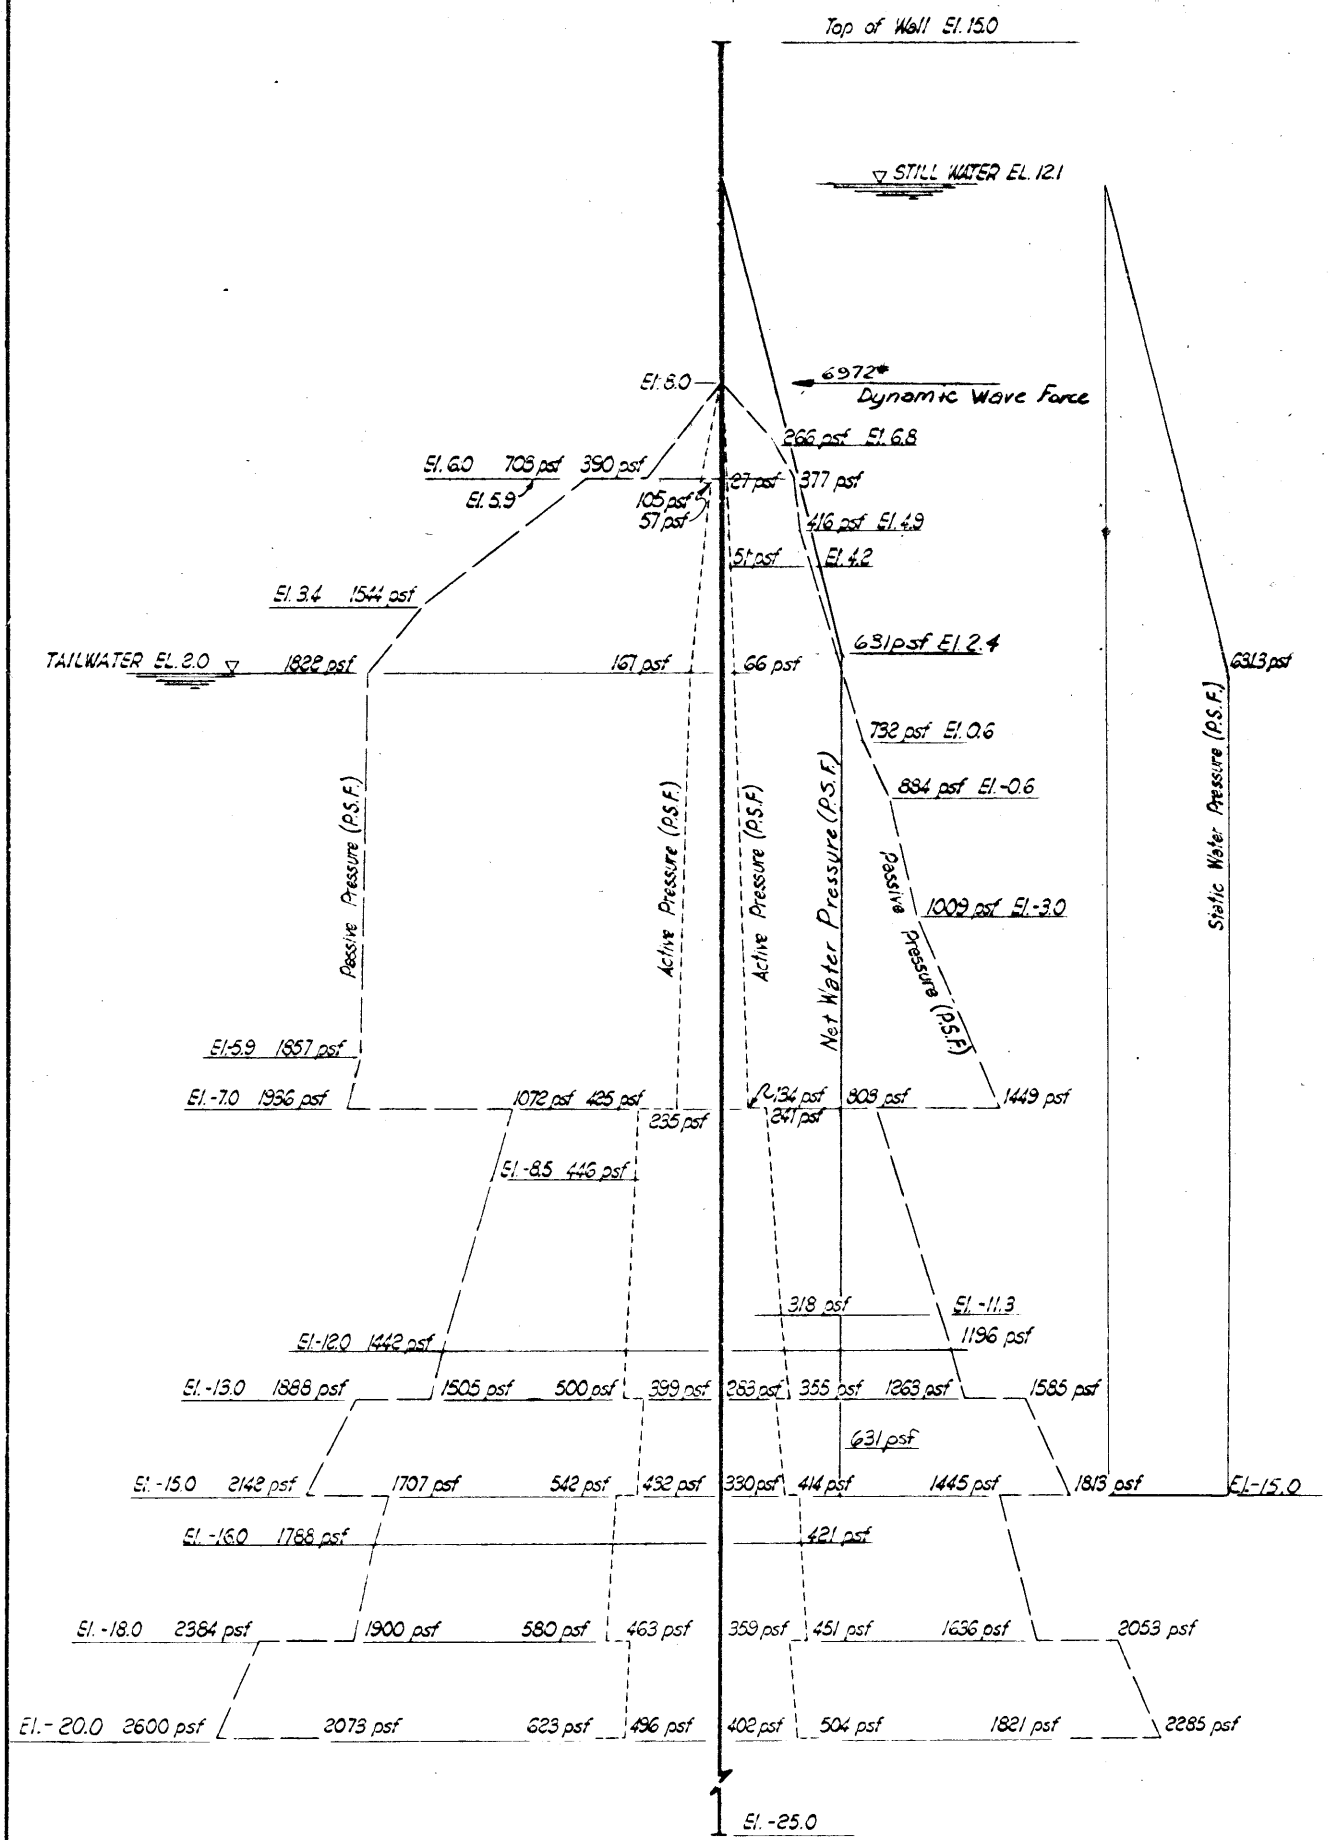 Top of Wall El. 15.0
STILL WATER EL. 12.1
El. 8.0
6972#
Dynamic Wave Force
266 psf El. 6.8
El. 6.0 703 psf 390 psf 27 psf 377 psf
El. 5.9 105 psf
57 psf
416 psf El. 4.9
51 psf El. 4.2
El. 3.4 1544 psf
631 psf El. 2.4
TAILWATER EL. 2.0 1822 psf 167 psf 66 psf 631.3 psf
732 psf El. 0.6
884 psf El. -0.6
Passive Pressure (P.S.F.)
Active Pressure (P.S.F.)
Active Pressure (P.S.F.)
Net Water Pressure (P.S.F.)
Passive Pressure (P.S.F.)
Static Water Pressure (P.S.F.)
1009 psf El. -3.0
El. -5.9 1857 psf
El. -7.0 1936 psf 1072 psf 425 psf 134 psf 803 psf 1449 psf
235 psf 241 psf
El. -8.5 446 psf
318 psf El. -11.3
El. -12.0 1442 psf 1196 psf
El. -13.0 1888 psf 1505 psf 500 psf 399 psf 283 psf 355 psf 1263 psf 1585 psf
631 psf
El. -15.0 2142 psf 1707 psf 542 psf 432 psf 330 psf 414 psf 1445 psf 1813 psf El. -15.0
El. -16.0 1788 psf 421 psf
El. -18.0 2384 psf 1900 psf 580 psf 463 psf 359 psf 451 psf 1636 psf 2053 psf
El. -20.0 2600 psf 2073 psf 623 psf 496 psf 402 psf 504 psf 1821 psf 2285 psf
El. -25.0